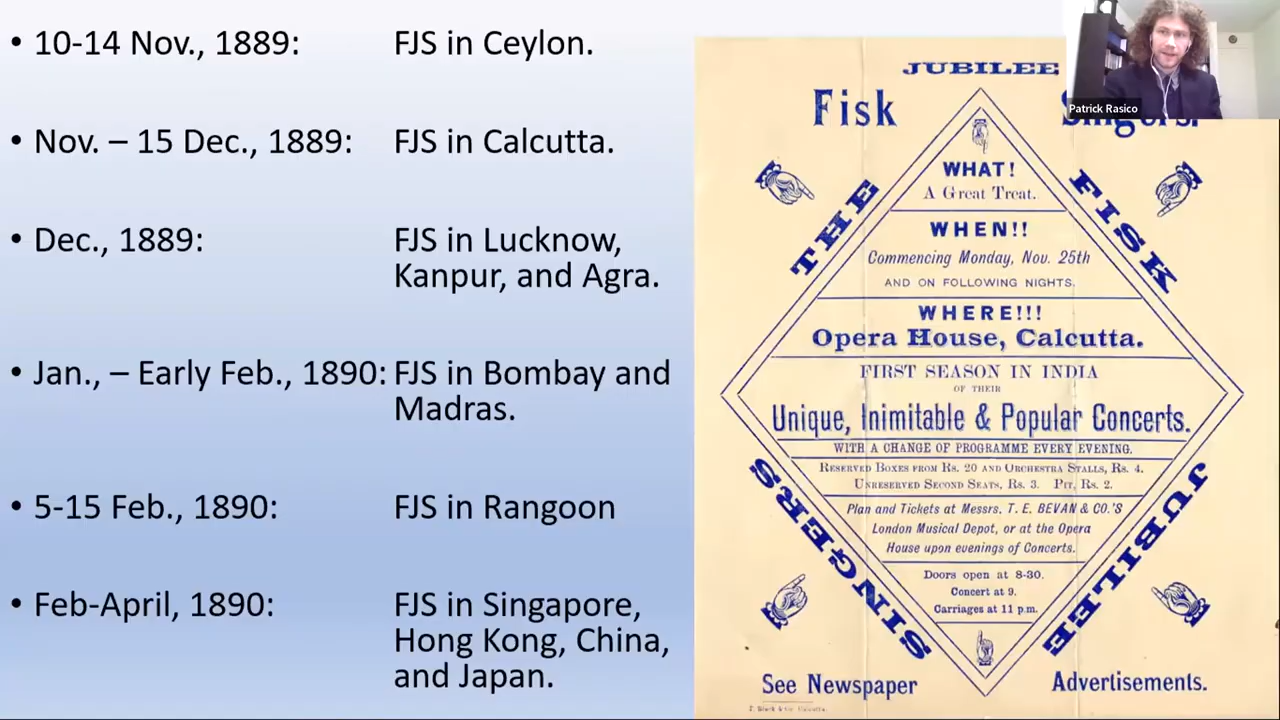 • 10-14 Nov., 1889: FJS in Ceylon.
• Nov. – 15 Dec., 1889: FJS in Calcutta.
• Dec., 1889: FJS in Lucknow,
Kanpur, and Agra.
• Jan., – Early Feb., 1890: FJS in Bombay and
Madras.
• 5-15 Feb., 1890: FJS in Rangoon
• Feb-April, 1890: FJS in Singapore,
Hong Kong, China,
and Japan.
JUBILEE
Fisk Singers.
Patrick Rasico
THE FISK
WHAT!
A Great Treat.
WHEN!!
Commencing Monday, Nov. 25th
AND ON FOLLOWING NIGHTS.
WHERE!!!
Opera House, Calcutta.
FIRST SEASON IN INDIA
OF THEIR
Unique, Inimitable & Popular Concerts.
WITH A CHANGE OF PROGRAMME EVERY EVENING.
RESERVED BOXES FROM RS. 20 AND ORCHESTRA STALLS, RS. 4.
UNRESERVED SECOND SEATS, RS. 3. PIT, RS. 2.
Plan and Tickets at Messrs. T. E. BEVAN & CO.'S
London Musical Depot, or at the Opera
House upon evenings of Concerts.
Doors open at 8-30.
Concert at 9.
Carriages at 11 p.m.
JUBILEE
SINGERS
See Newspaper Advertisements.